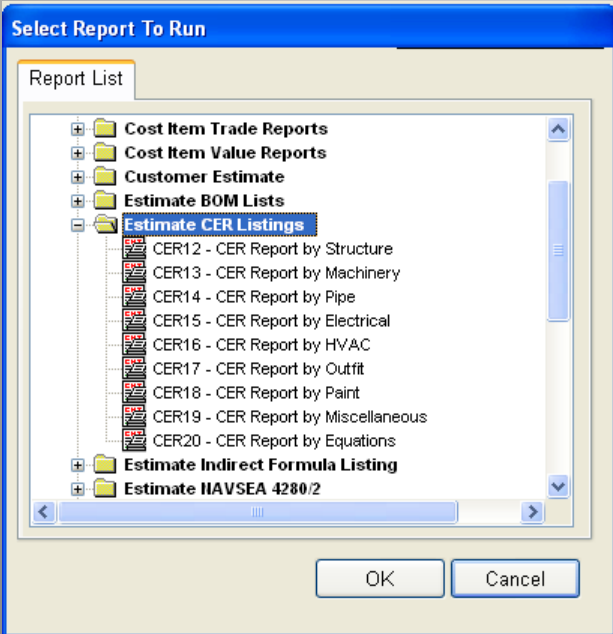 Select Report To Run
Report List
Cost Item Trade Reports
Cost Item Value Reports
Customer Estimate
Estimate BOM Lists
Estimate CER Listings
CER12 - CER Report by Structure
CER13 - CER Report by Machinery
CER14 - CER Report by Pipe
CER15 - CER Report by Electrical
CER16 - CER Report by HVAC
CER17 - CER Report by Outfit
CER18 - CER Report by Paint
CER19 - CER Report by Miscellaneous
CER20 - CER Report by Equations
Estimate Indirect Formula Listing
Estimate NAVSEA 4280/2
OK
Cancel